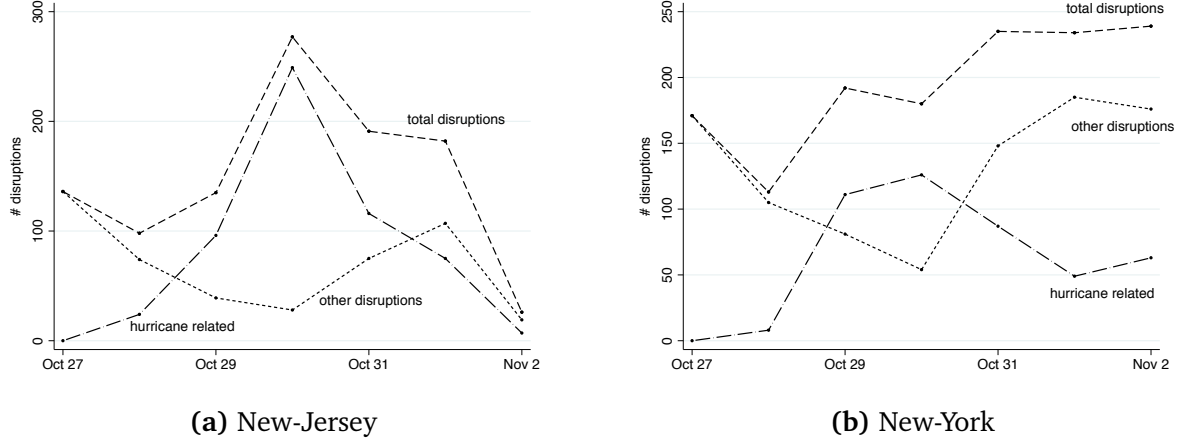 # disruptions
300
200
100
0
total disruptions
other disruptions
hurricane related
Oct 27
Oct 29
Oct 31
Nov 2
(a) New-Jersey
# disruptions
250
200
150
100
50
0
total disruptions
other disruptions
hurricane related
Oct 27
Oct 29
Oct 31
Nov 2
(b) New-York